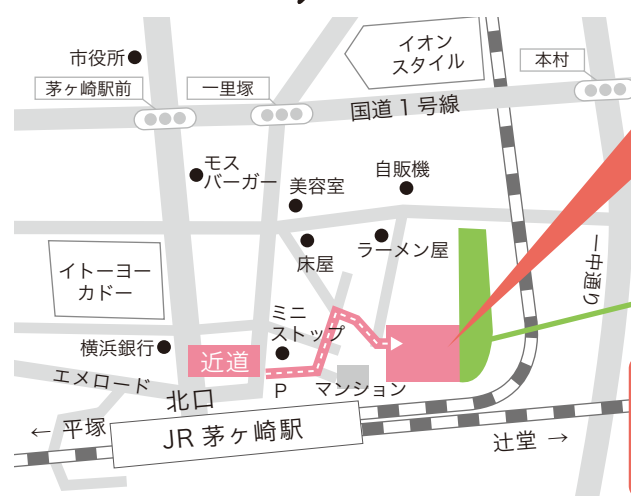 市役所
イオン
スタイル
本村
茅ヶ崎駅前
一里塚
国道1号線
モス
バーガー
美容室
自販機
床屋
ラーメン屋
一中通り
イトーヨー
カドー
ミニ
ストップ
横浜銀行
近道
エメロード
北口
P
マンション
← 平塚
JR 茅ヶ崎駅
辻堂 →